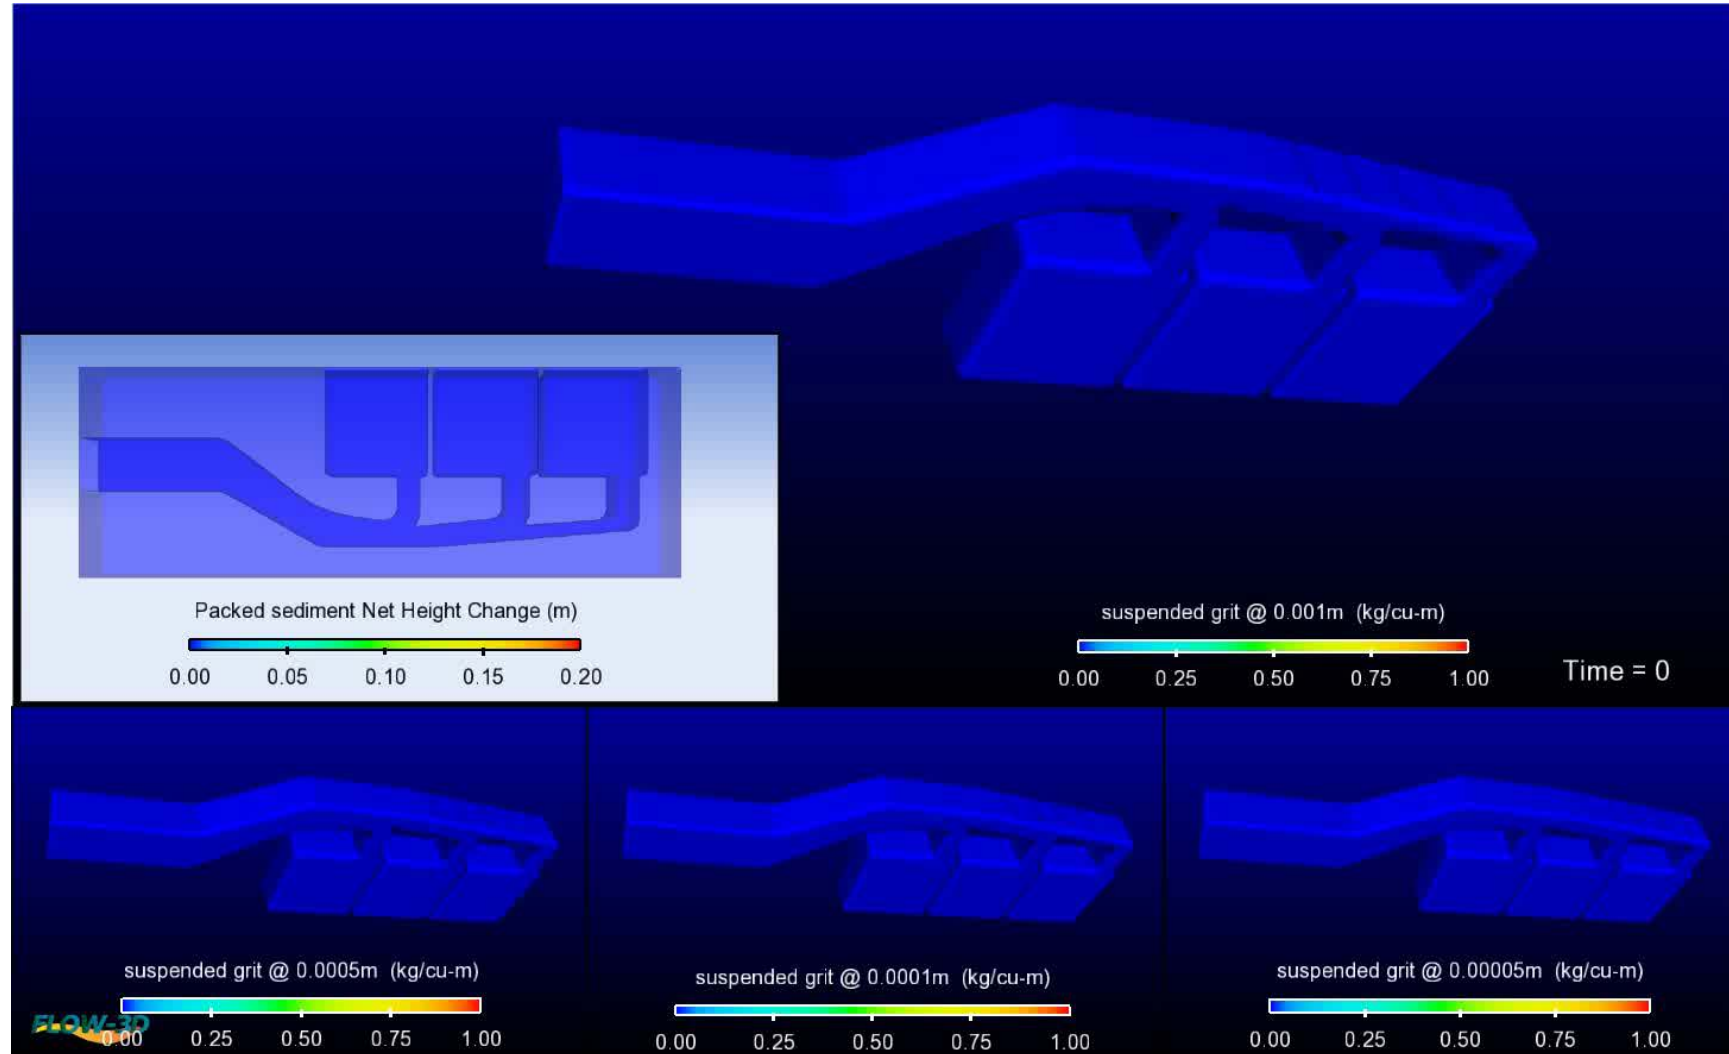 Packed sediment Net Height Change (m)
0.00 0.05 0.10 0.15 0.20
suspended grit @ 0.001m (kg/cu-m)
0.00 0.25 0.50 0.75 1.00
Time = 0
suspended grit @ 0.0005m (kg/cu-m)
0.00 0.25 0.50 0.75 1.00
FLOW-3D
suspended grit @ 0.0001m (kg/cu-m)
0.00 0.25 0.50 0.75 1.00
suspended grit @ 0.00005m (kg/cu-m)
0.00 0.25 0.50 0.75 1.00